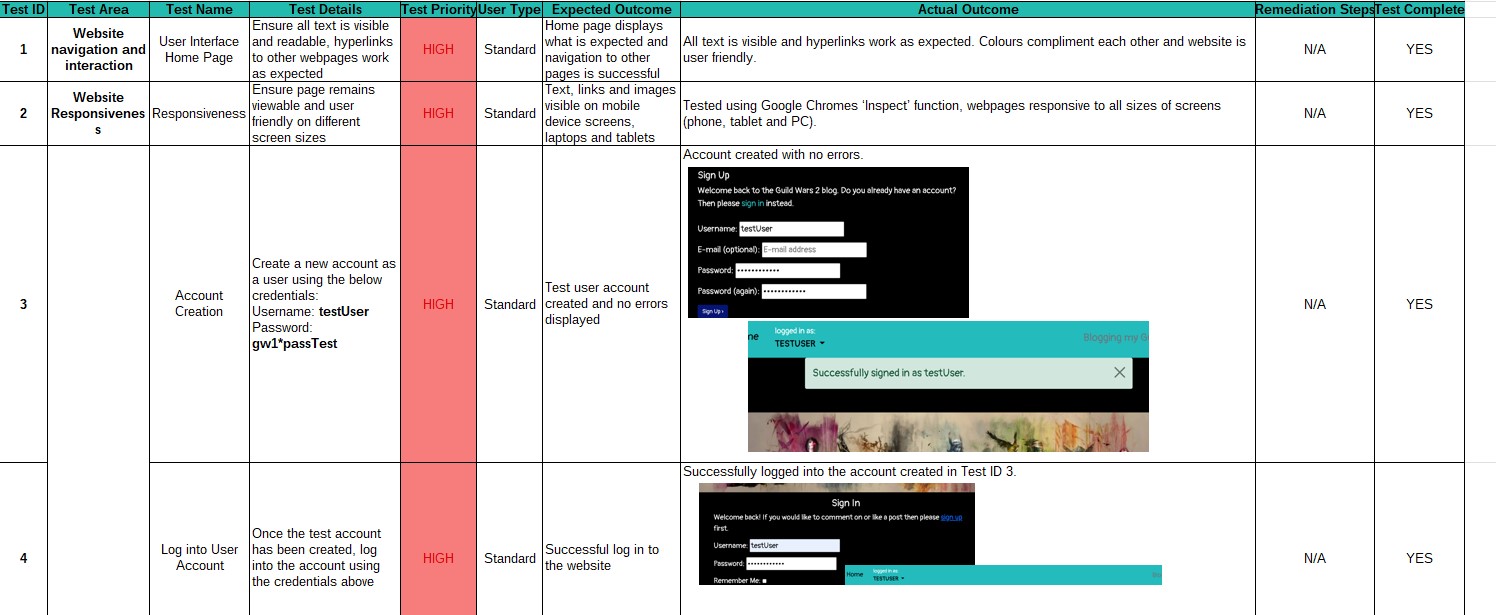 Test ID Test Area Test Name Test Details Test Priority User Type Expected Outcome Actual Outcome Remediation Steps Test Complete
1
Website
navigation and
interaction
User Interface
Home Page
Ensure all text is visible
and readable, hyperlinks
to other webpages work
as expected
HIGH
Standard
Home page displays
what is expected and
navigation to other
pages is successful
All text is visible and hyperlinks work as expected. Colours compliment each other and website is
user friendly.
N/A
YES
2
Website
Responsivenes
s
Responsiveness
Ensure page remains
viewable and user
friendly on different
screen sizes
HIGH
Standard
Text, links and images
visible on mobile
device screens,
laptops and tablets
Tested using Google Chromes ‘Inspect’ function, webpages responsive to all sizes of screens
(phone, tablet and PC).
N/A
YES
3
Account
Creation
Create a new account as
a user using the below
credentials:
Username: testUser
Password:
gw1*passTest
HIGH
Standard
Test user account
created and no errors
displayed
Account created with no errors.
Sign Up
Welcome back to the Guild Wars 2 blog. Do you already have an account?
Then please sign in instead.
Username: testUser
E-mail (optional): E-mail address
Password: ••••••••••••
Password (again): ••••••••••••
Sign Up ›
me
logged in as:
TESTUSER
Blogging my G
Successfully signed in as testUser.
N/A
YES
4
Log into User
Account
Once the test account
has been created, log
into the account using
the credentials above
HIGH
Standard
Successful log in to
the website
Successfully logged into the account created in Test ID 3.
Sign In
Welcome back! If you would like to comment on or like a post then please sign up
first.
Username: testUser
Password: ••••••••••••
Remember Me:
Home
logged in as:
TESTUSER
N/A
YES